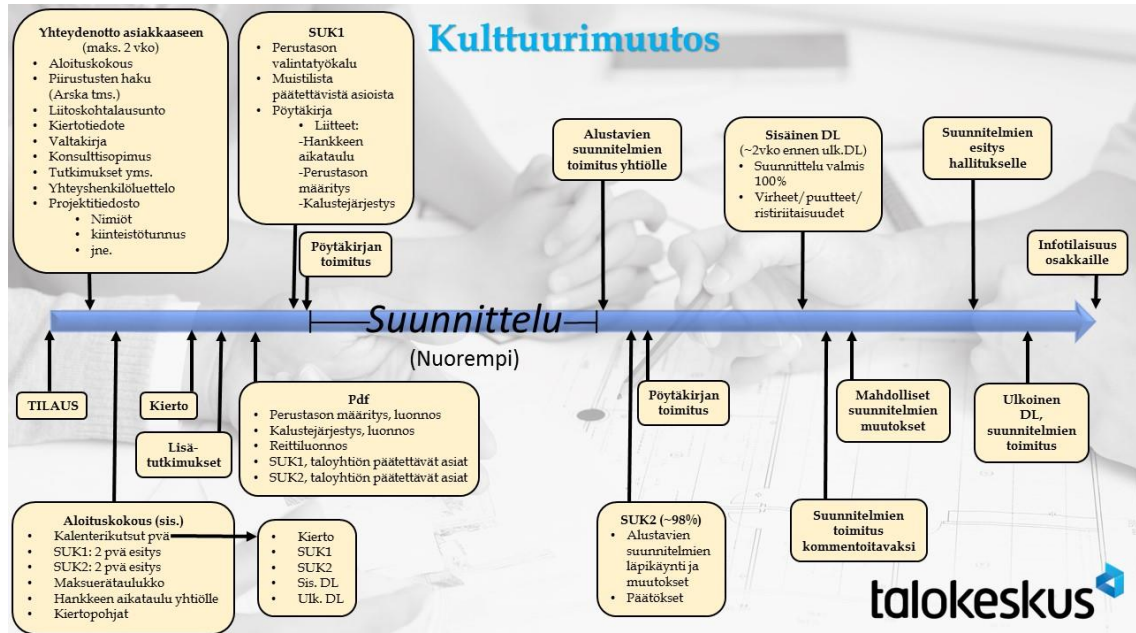 Kulttuurimuutos
Yhteydenotto asiakkaaseen
(maks. 2 vko)
• Aloituskokous
• Piirustusten haku
(Arska tms.)
• Liitoskohtalausunto
• Kiertotiedote
• Valtakirja
• Konsulttisopimus
• Tutkimukset yms.
• Yhteyshenkilöluettelo
• Projektitiedosto
• Nimiöt
• kiinteistötunnus
• jne.
SUK1
• Perustason
valintatyökalu
• Muistilista
päätettävistä asioista
• Pöytäkirja
• Liitteet:
-Hankkeen
aikataulu
-Perustason
määritys
-Kalustejärjestys
Pöytäkirjan
toimitus
Alustavien
suunnitelmien
toimitus yhtiölle
Sisäinen DL
(~2vko ennen ulk.DL)
• Suunnittelu valmis
100%
• Virheet/puutteet/
ristiriitaisuudet
Suunnitelmien
esitys
hallitukselle
Infotilaisuus
osakkaille
Suunnittelu
(Nuorempi)
TILAUS
Kierto
Lisä-
tutkimukset
Pdf
• Perustason määritys, luonnos
• Kalustejärjestys, luonnos
• Reittiluonnos
• SUK1, taloyhtiön päätettävät asiat
• SUK2, taloyhtiön päätettävät asiat
Pöytäkirjan
toimitus
Mahdolliset
suunnitelmien
muutokset
Ulkoinen
DL,
suunnitelmien
toimitus
Aloituskokous (sis.)
• Kalenterikutsut pvä
• SUK1: 2 pvä esitys
• SUK2: 2 pvä esitys
• Maksuerätaulukko
• Hankkeen aikataulu yhtiölle
• Kiertopohjat
• Kierto
• SUK1
• SUK2
• Sis. DL
• Ulk. DL
SUK2 (~98%)
• Alustavien
suunnitelmien
läpikäynti ja
muutokset
• Päätökset
Suunnitelmien
toimitus
kommentoitavaksi
talokeskus